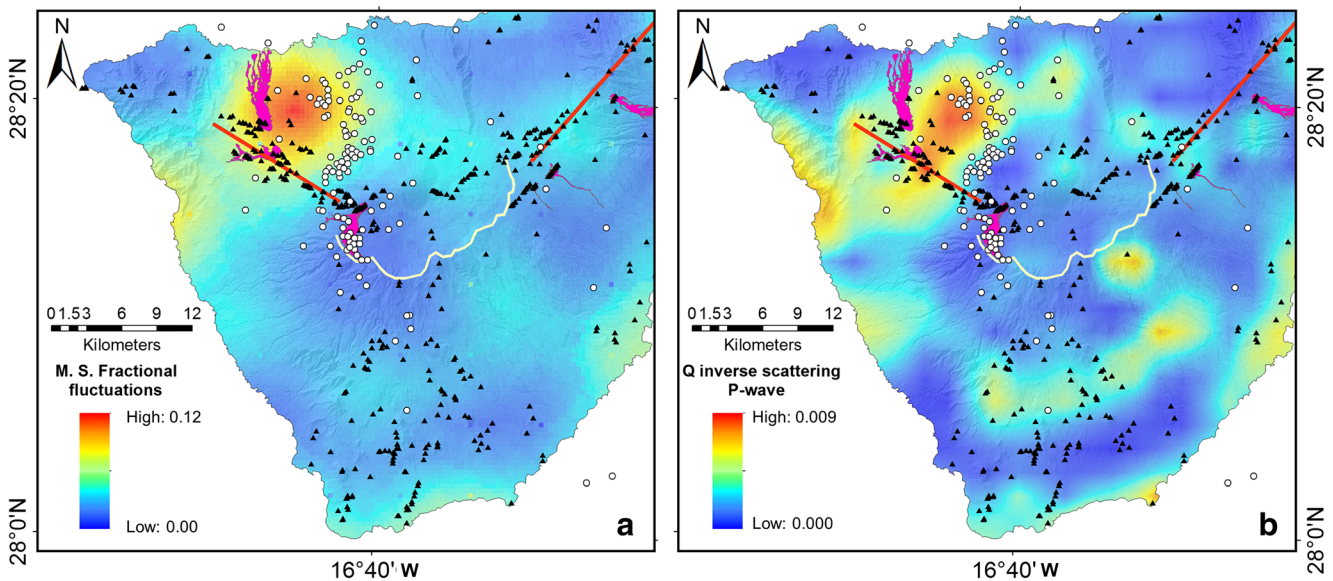 N
N
28°20'N
28°20'N
0 1.5 3 6 9 12
Kilometers
0 1.5 3 6 9 12
Kilometers
M. S. Fractional
fluctuations
High: 0.12
Low: 0.00
Q inverse scattering
P-wave
High: 0.009
Low: 0.000
a
b
28°0'N
28°0'N
16°40' W
16°40' W